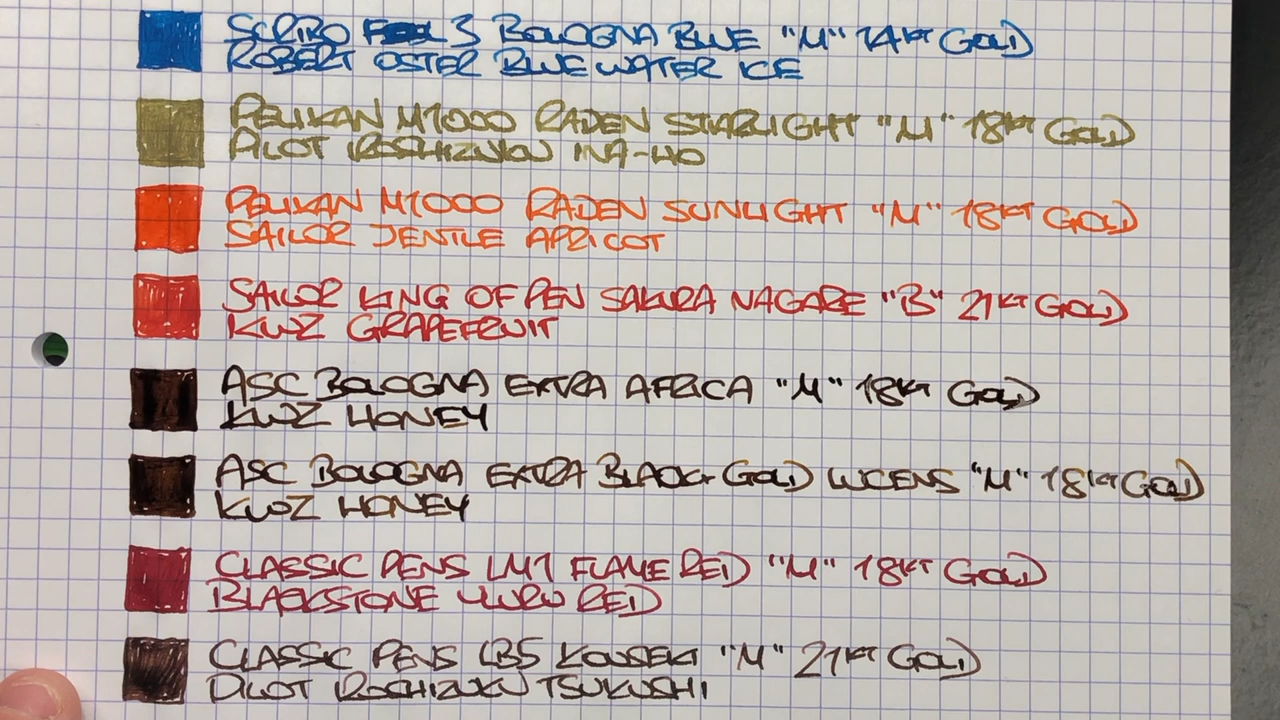 SCRIBO FEEL 3 BOLOGNA BLUE "M" 14KT GOLD
ROBERT OSTER BLUE WATER ICE
PELIKAN M1000 RADEN STARLIGHT "M" 18KT GOLD
PILOT IROSHIZUKU INA-HO
PELIKAN M1000 RADEN SUNLIGHT "M" 18KT GOLD
SAILOR JENTLE APRICOT
SAILOR KING OF PEN SAKURA NAGARE "B" 21KT GOLD
KWZ GRAPEFRUIT
ASC BOLOGNA EXTRA AFRICA "M" 18KT GOLD
KWZ HONEY
ASC BOLOGNA EXTRA BLACK-GOLD LUCENS "M" 18KT GOLD
KWZ HONEY
CLASSIC PENS LM1 FLAME RED "M" 18KT GOLD
BLACKSTONE ULURU RED
CLASSIC PENS LB5 KOUSEKI "M" 21KT GOLD
PILOT IROSHIZUKU TSUKUSHI